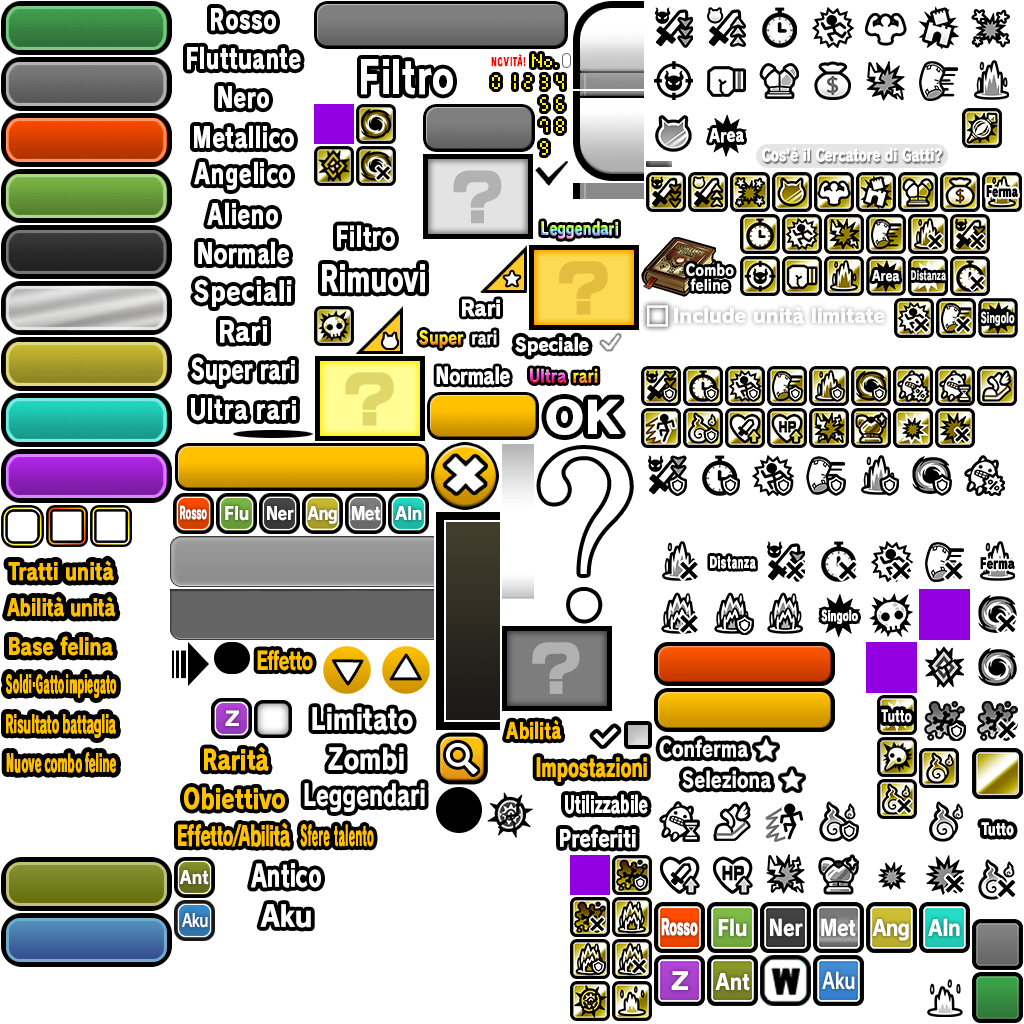 Rosso
Fluttuante
Nero
Metallico
Angelico
Alieno
Normale
Speciali
Rari
Super rari
Ultra rari
Filtro
NOVITÀ!
No.
0 1 2 3 4
5 6
7 8
9
Filtro
Rimuovi
Leggendari
Rari
Super rari
Speciale
Normale
Ultra rari
OK
Area
Cos'è il Cercatore di Gatti?
Ferma
Combo
feline
Area
Distanza
Include unità limitate
Singolo
HP
Rosso
Flu
Ner
Ang
Met
Aln
Tratti unità
Abilità unità
Base felina
Soldi-Gatto impiegato
Risultato battaglia
Nuove combo feline
Effetto
Z
Limitato
Rarità
Zombi
Obiettivo
Leggendari
Effetto/Abilità
Sfere talento
Ant
Antico
Aku
Aku
Abilità
Impostazioni
Utilizzabile
Preferiti
Distanza
Ferma
Singolo
Tutto
Conferma
Seleziona
Tutto
HP
Rosso
Flu
Ner
Met
Ang
Aln
Z
Ant
W
Aku